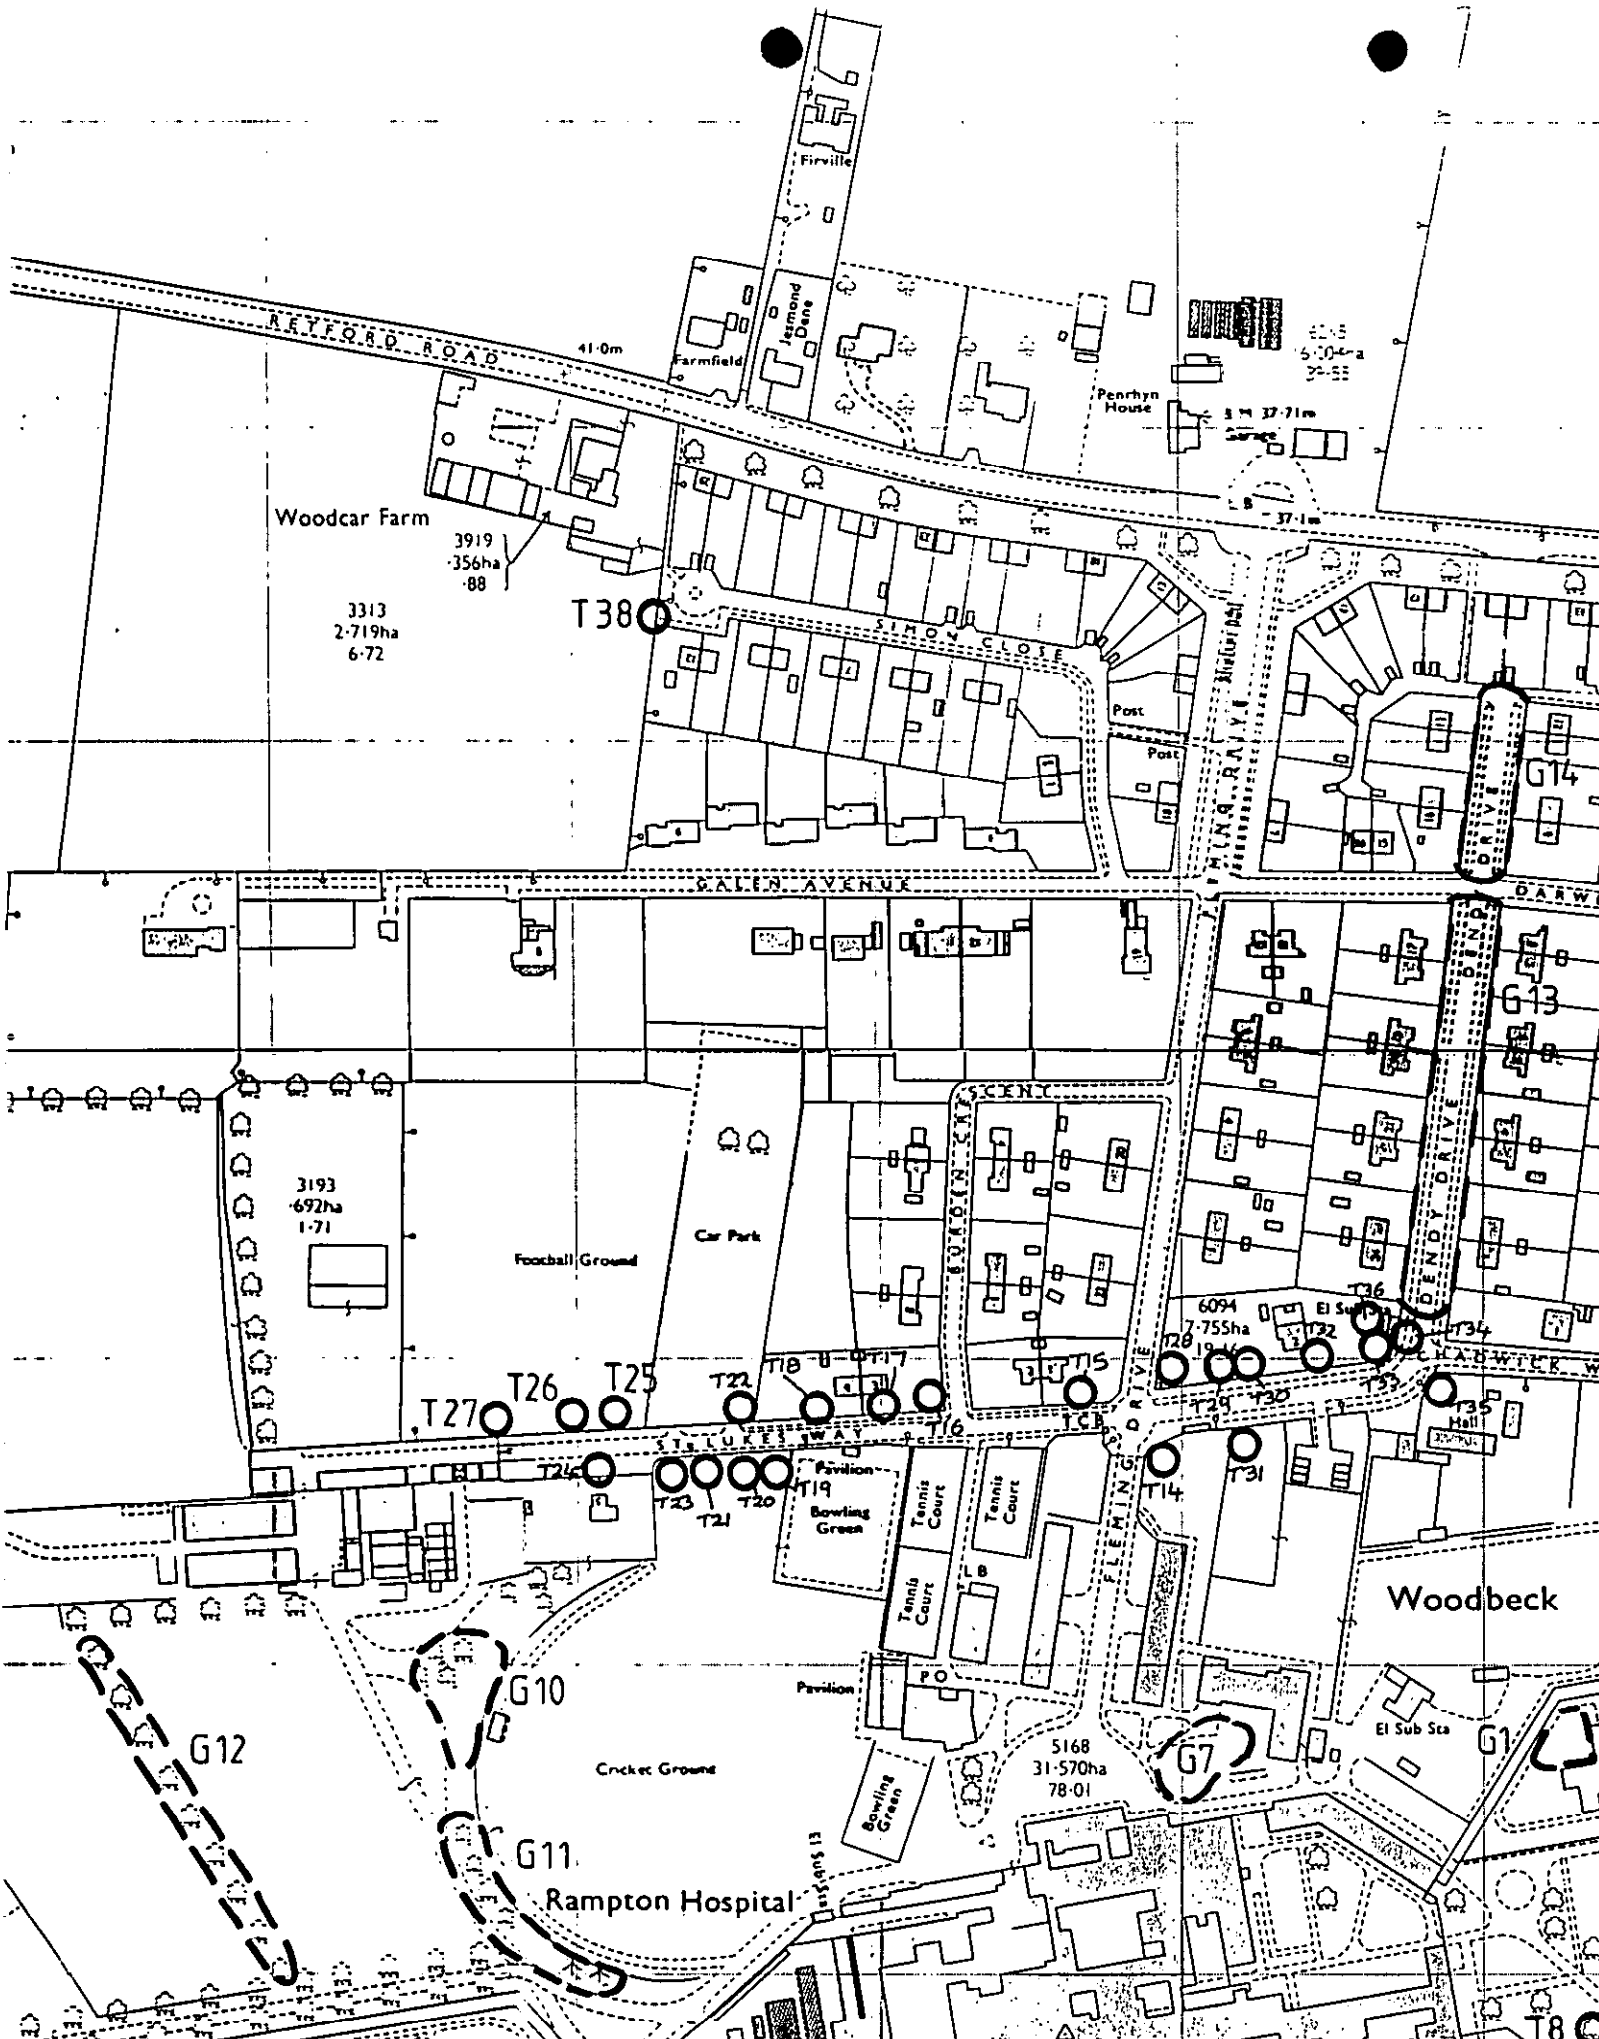 Firville
Jesmond
Dene
RETFORD ROAD
41·0m
Farmfield
Penrhyn
House
B M 37·71m
Garage
37·1m
Woodcar Farm
3919
·356ha
·88
3313
2·719ha
6·72
T38
SIMON CLOSE
Post
Post
FLEMING DRIVE
G14
DRIVE
GALEN AVENUE
DARWI
G13
BURDEN CRESCENT
DENDY DRIVE
3193
·692ha
1·71
Football Ground
Car Park
6094
7·755ha
19·16
El Sub Sta
T36
T34
T32
T28
T33
CHADWICK W
T29
T30
T35
Hall
T31
T14
T15
TCB
T16
T17
T18
T22
T25
T26
T27
ST LUKES WAY
T24
T23
T21
T20
T19
Pavilion
Bowling
Green
Tennis
Court
Tennis
Court
Tennis
Court
FLEMING DRIVE
LB
Woodbeck
PO
Pavilion
G10
G12
El Sub Sta
G1
G7
5168
31·570ha
78·01
Cricket Ground
Bowling
Green
El Sub Sta
G11
Rampton Hospital
T8